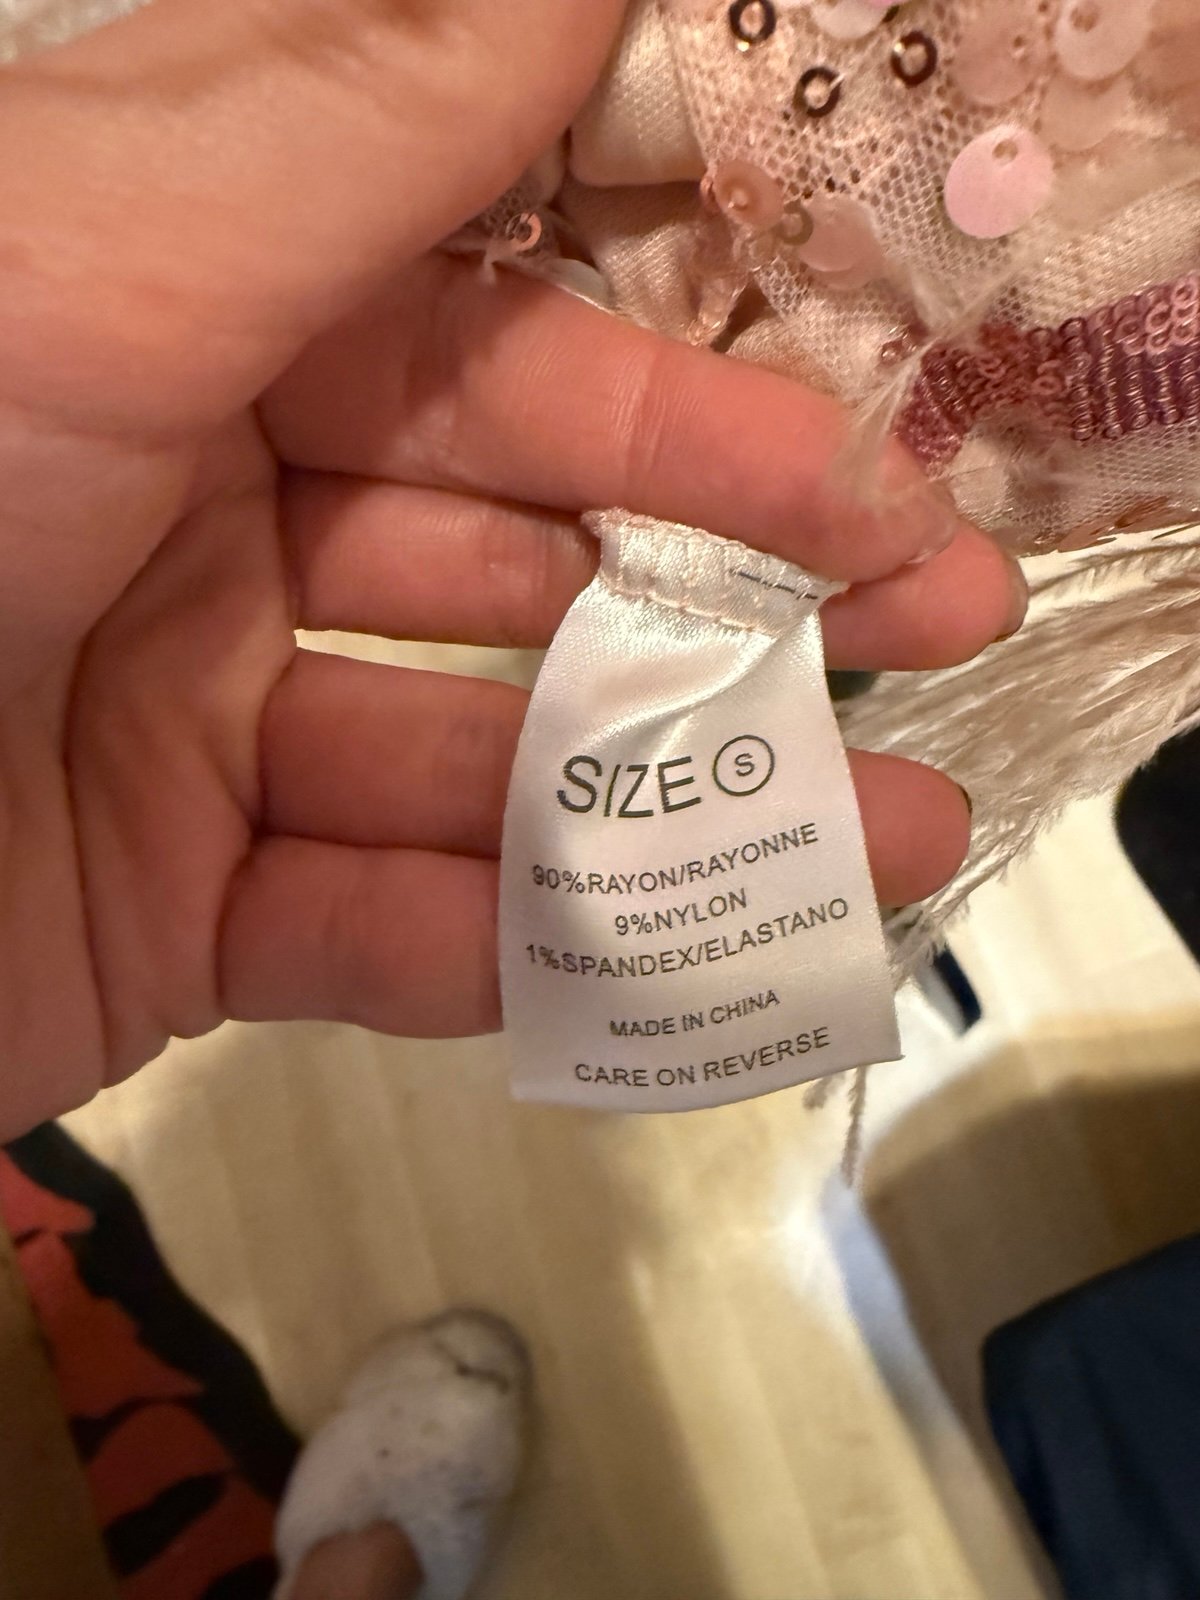 SIZE S
90%RAYON/RAYONNE
9%NYLON
1%SPANDEX/ELASTANO
MADE IN CHINA
CARE ON REVERSE